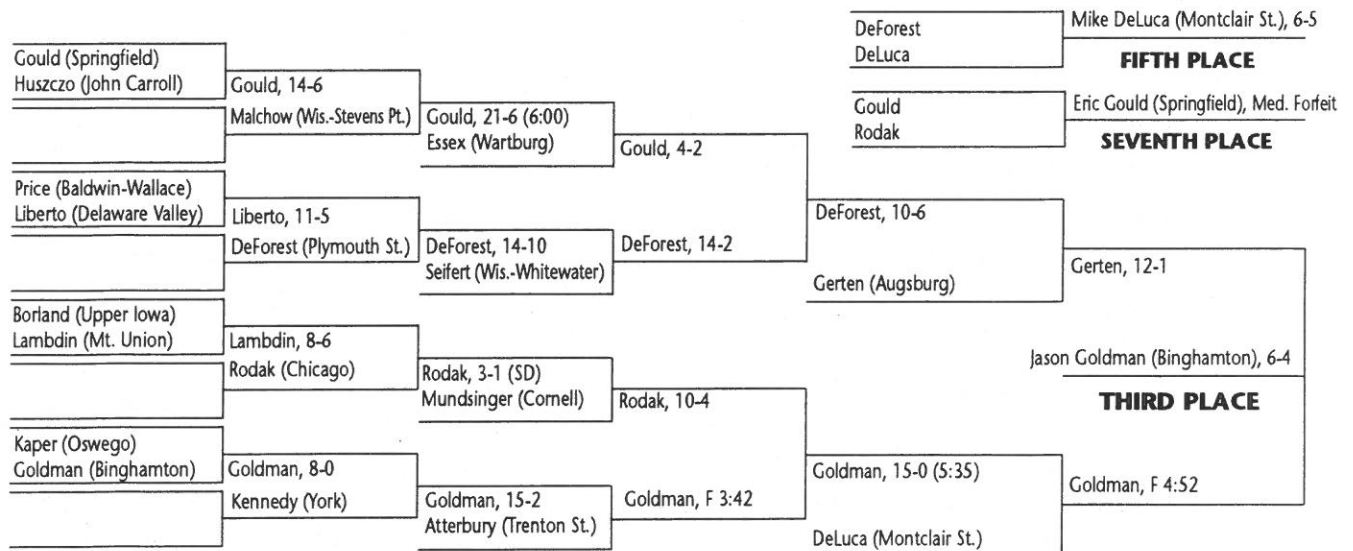 DeForest
DeLuca
Mike DeLuca (Montclair St.), 6-5
FIFTH PLACE
Gould
Rodak
Eric Gould (Springfield), Med. Forfeit
SEVENTH PLACE
Gould (Springfield)
Huszczo (John Carroll)
Price (Baldwin-Wallace)
Liberto (Delaware Valley)
Borland (Upper Iowa)
Lambdin (Mt. Union)
Kaper (Oswego)
Goldman (Binghamton)
Gould, 14-6
Malchow (Wis.-Stevens Pt.)
Liberto, 11-5
DeForest (Plymouth St.)
Lambdin, 8-6
Rodak (Chicago)
Goldman, 8-0
Kennedy (York)
Gould, 21-6 (6:00)
Essex (Wartburg)
DeForest, 14-10
Seifert (Wis.-Whitewater)
Rodak, 3-1 (SD)
Mundsinger (Cornell)
Goldman, 15-2
Atterbury (Trenton St.)
Gould, 4-2
DeForest, 14-2
Rodak, 10-4
Goldman, F 3:42
DeForest, 10-6
Gerten (Augsburg)
Goldman, 15-0 (5:35)
DeLuca (Montclair St.)
Gerten, 12-1
Goldman, F 4:52
Jason Goldman (Binghamton), 6-4
THIRD PLACE